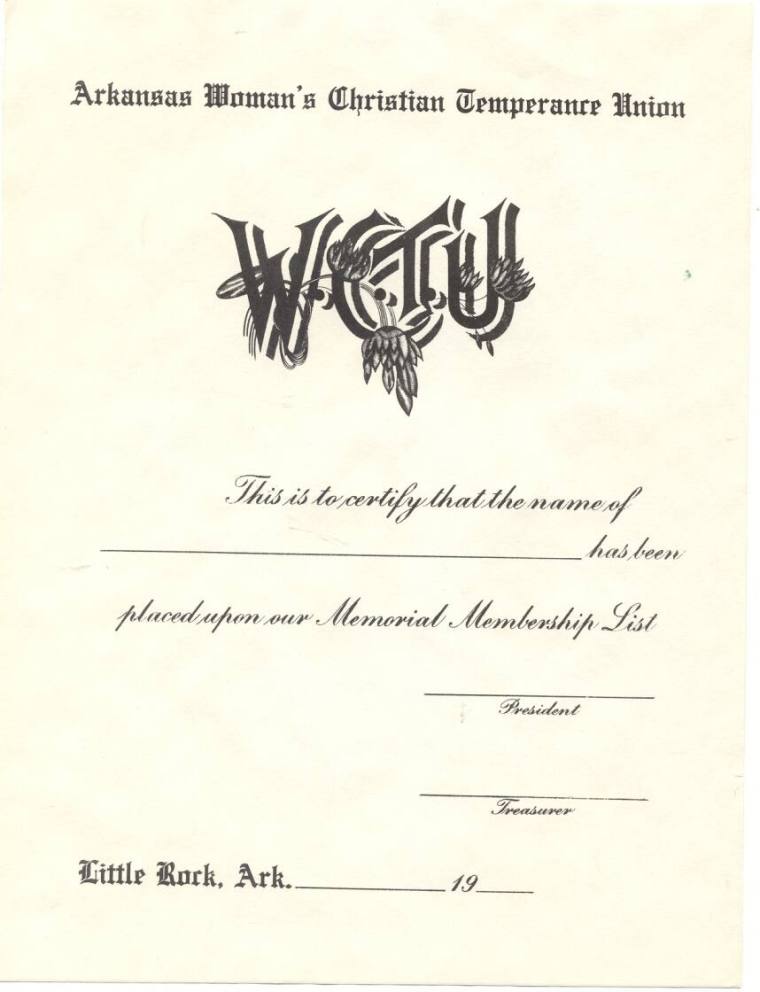 Arkansas Woman's Christian Temperance Union
W.C.T.U
This is to certify that the name of
has been
placed upon our Memorial Membership List
President
Treasurer
Little Rock, Ark. 19